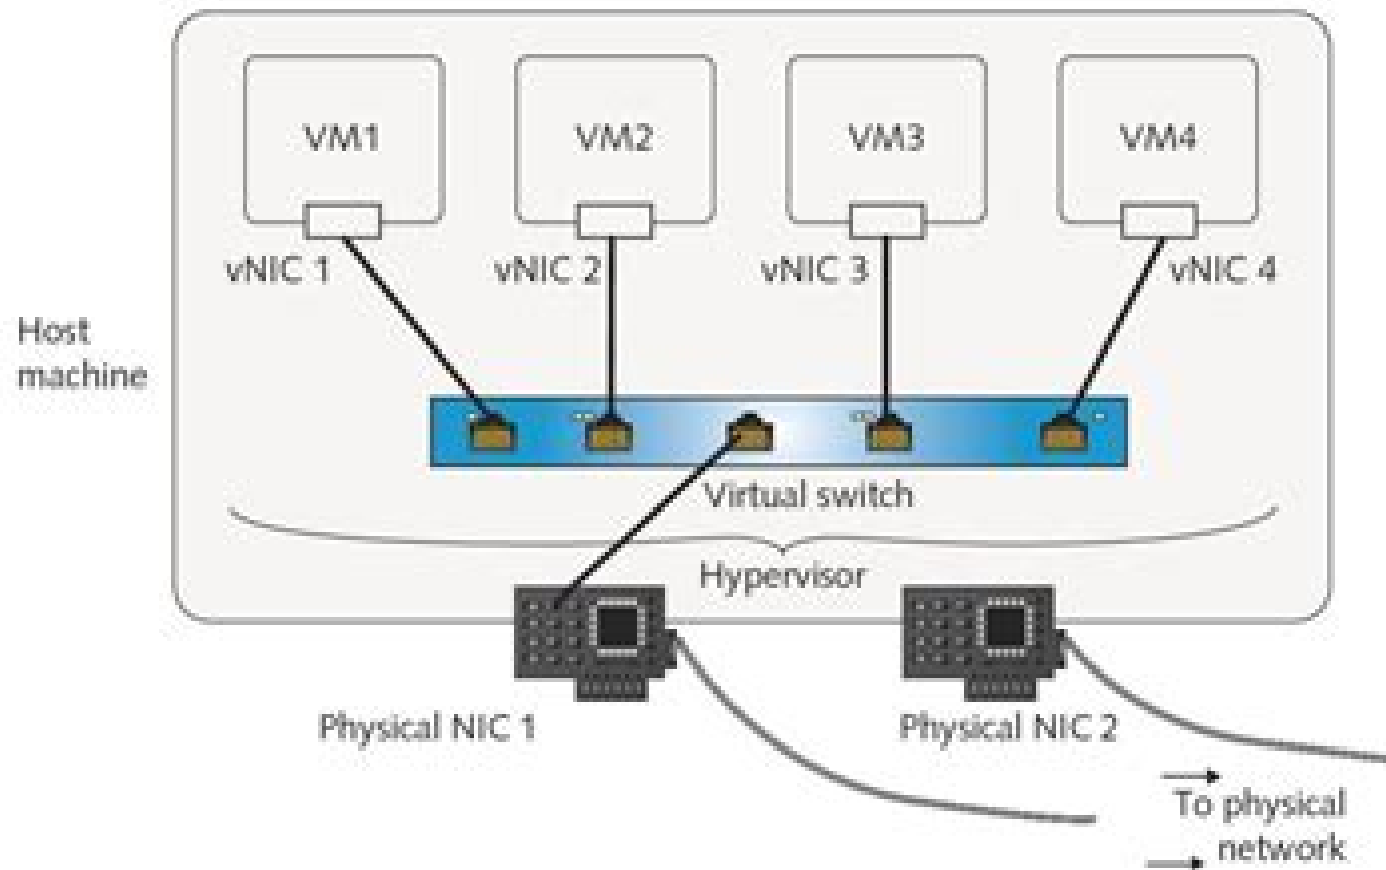 VM1
VM2
VM3
VM4
vNIC 1
vNIC 2
vNIC 3
vNIC 4
Host
machine
Virtual switch
Hypervisor
Physical NIC 1
Physical NIC 2
To physical
network